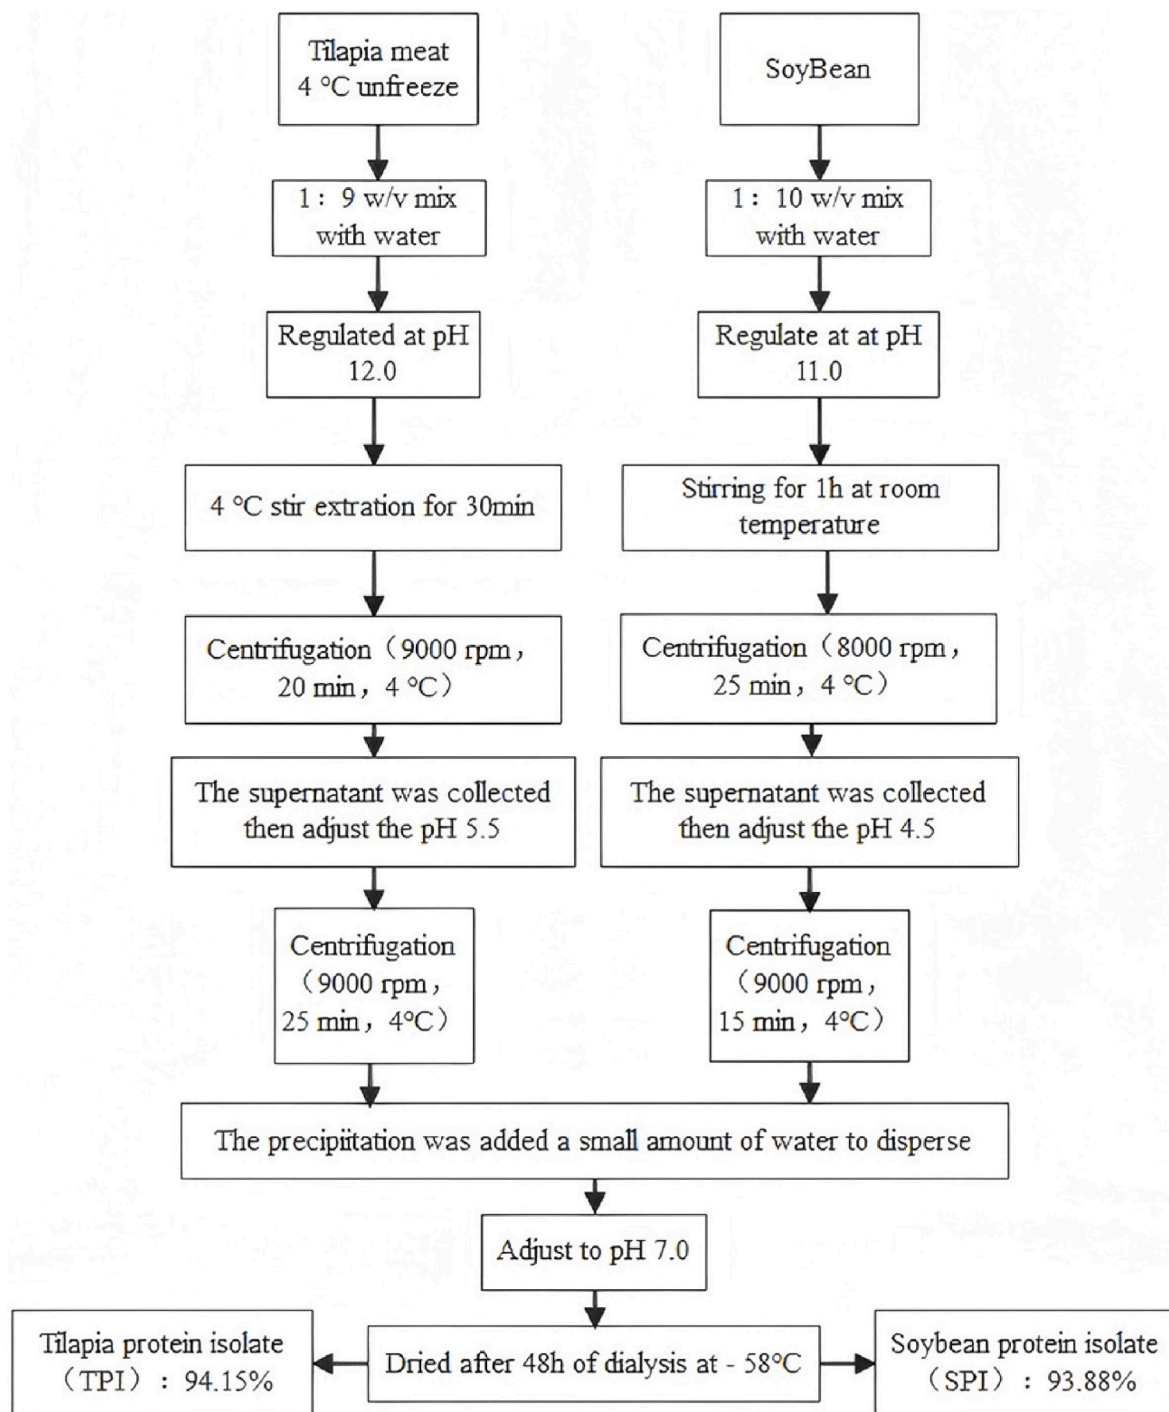 Tilapia meat
4 °C unfreeze
SoyBean
1：9 w/v mix
with water
1：10 w/v mix
with water
Regulated at pH
12.0
Regulate at at pH
11.0
4 °C stir extration for 30min
Stirring for 1h at room
temperature
Centrifugation（9000 rpm，
20 min，4 °C）
Centrifugation（8000 rpm，
25 min，4 °C）
The supernatant was collected
then adjust the pH 5.5
The supernatant was collected
then adjust the pH 4.5
Centrifugation
（9000 rpm，
25 min，4°C）
Centrifugation
（9000 rpm，
15 min，4°C）
The precipiitation was added a small amount of water to disperse
Adjust to pH 7.0
Tilapia protein isolate
（TPI）: 94.15%
Dried after 48h of dialysis at - 58°C
Soybean protein isolate
（SPI）: 93.88%